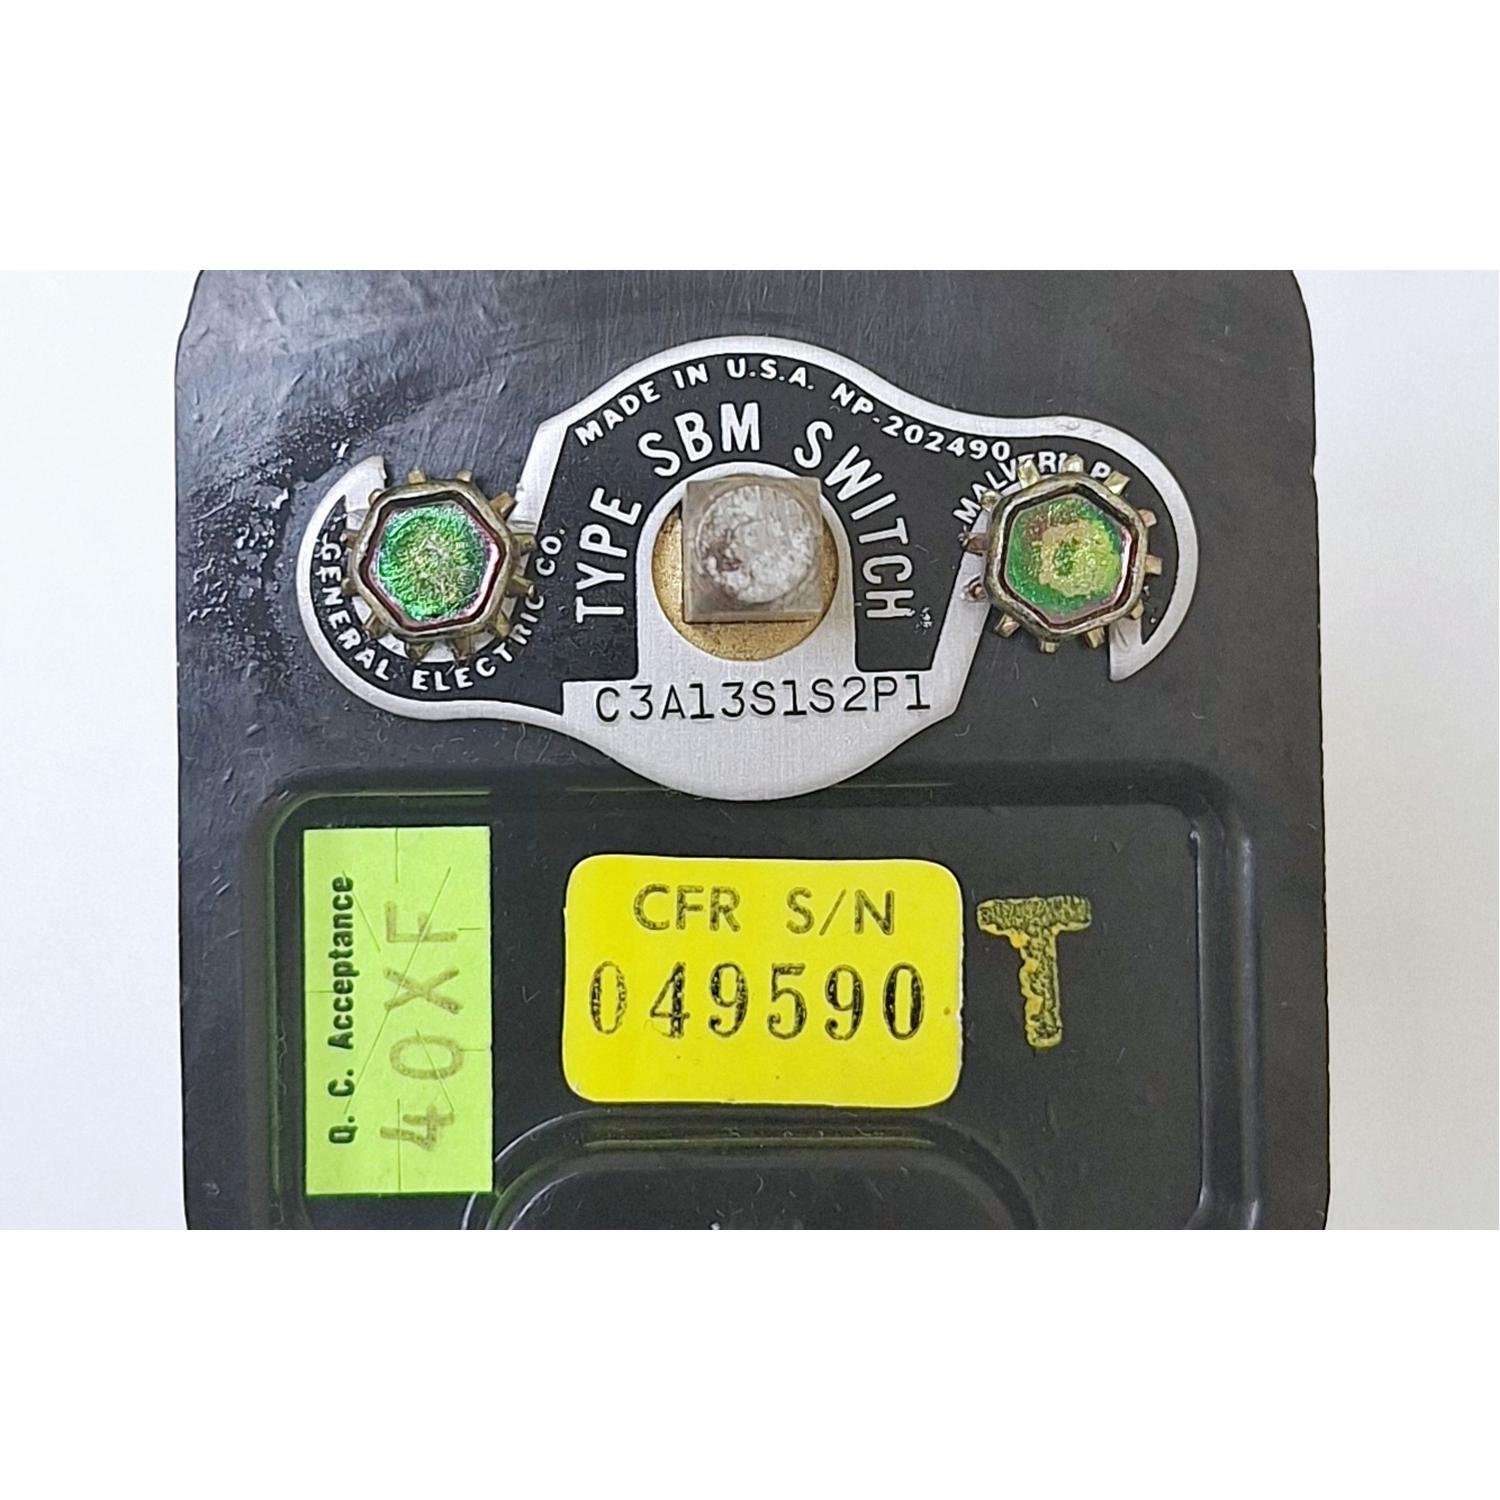 MADE IN U.S.A. NP-202490
TYPE SBM SWITCH
GENERAL ELECTRIC CO.
C3A13S1S2P1
Q. C. Acceptance
40XF
CFR S/N
049590
T